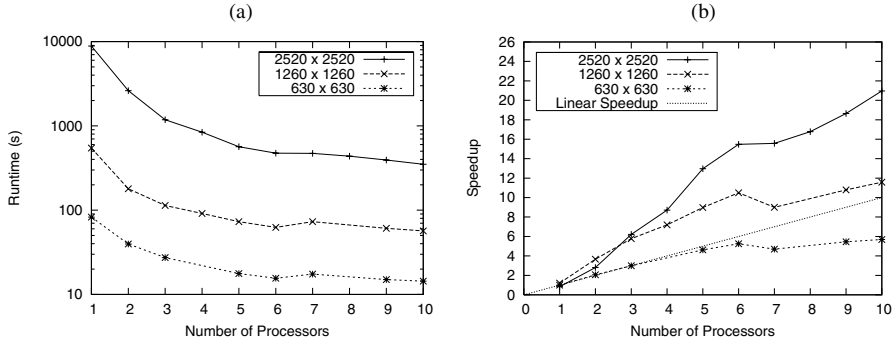 (a)
10000
1000
100
10
Runtime (s)
2520 x 2520
1260 x 1260
630 x 630
1 2 3 4 5 6 7 8 9 10
Number of Processors
(b)
26
24
22
20
18
16
14
12
10
8
6
4
2
0
Speedup
2520 x 2520
1260 x 1260
630 x 630
Linear Speedup
0 1 2 3 4 5 6 7 8 9 10
Number of Processors